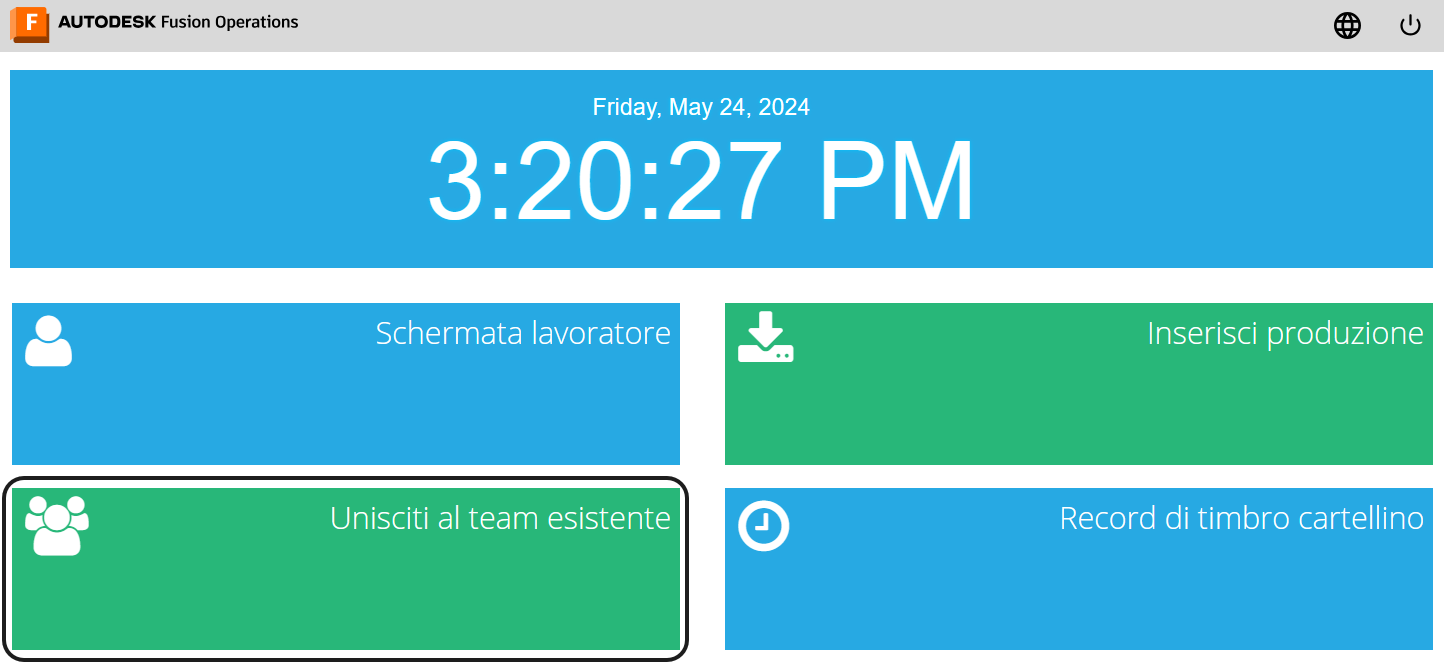 F AUTODESK Fusion Operations
Friday, May 24, 2024
3:20:27 PM
Schermata lavoratore
Inserisci produzione
Unisciti al team esistente
Record di timbro cartellino